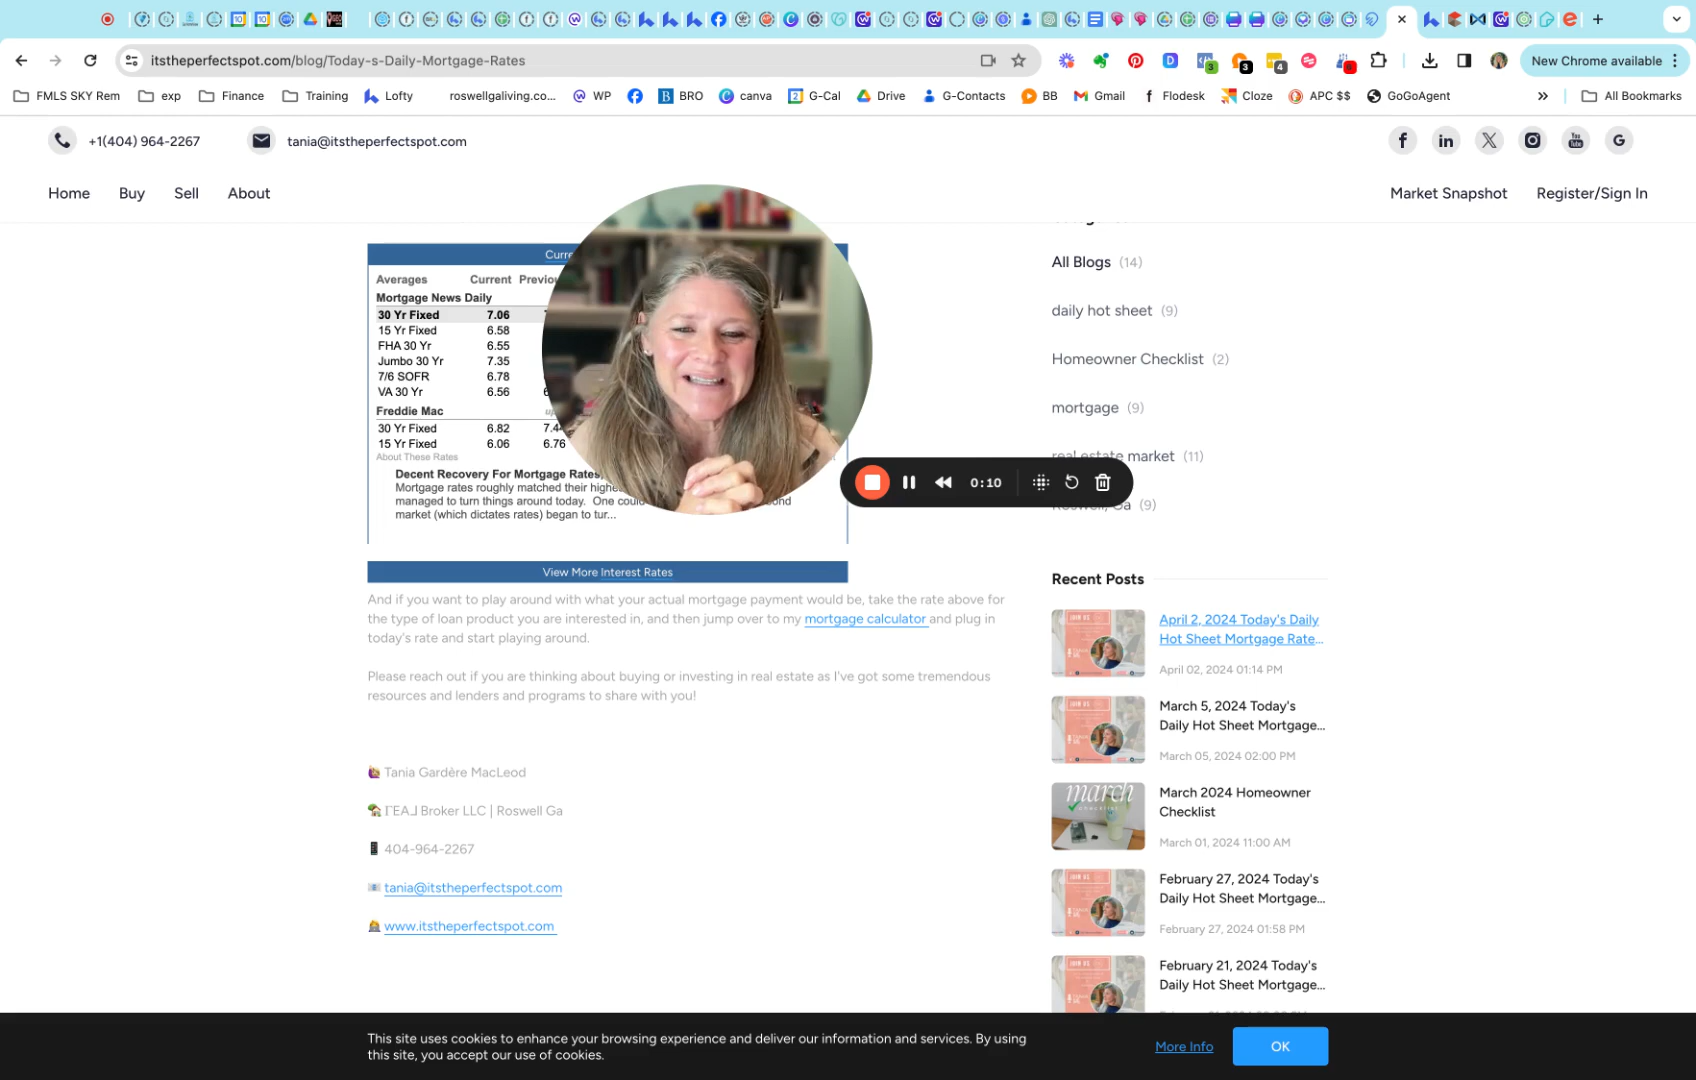 itstheperfectspot.com/blog/Today-s-Daily-Mortgage-Rates
New Chrome available
FMLS SKY Rem
exp
Finance
Training
Lofty
roswellgaliving.co...
WP
BRO
canva
G-Cal
Drive
G-Contacts
BB
Gmail
Flodesk
Cloze
APC $$
GoGoAgent
All Bookmarks
+1(404) 964-2267
tania@itstheperfectspot.com
Home
Buy
Sell
About
Market Snapshot
Register/Sign In
Averages Current
Mortgage News Daily
30 Yr Fixed 7.06
15 Yr Fixed 6.58
FHA 30 Yr 6.55
Jumbo 30 Yr 7.35
7/6 SOFR 6.78
VA 30 Yr 6.56
Freddie Mac
30 Yr Fixed 6.82
15 Yr Fixed 6.06 6.76
About These Rates
Decent Recovery For Mortgage Rates
Mortgage rates roughly matched their
managed to turn things around today. One
market (which dictates rates) began to tur...
View More Interest Rates
And if you want to play around with what your actual mortgage payment would be, take the rate above for
the type of loan product you are interested in, and then jump over to my mortgage calculator and plug in
today's rate and start playing around.
Please reach out if you are thinking about buying or investing in real estate as I've got some tremendous
resources and lenders and programs to share with you!
Tania Gardère MacLeod
Broker LLC | Roswell Ga
404-964-2267
tania@itstheperfectspot.com
www.itstheperfectspot.com
0:10
All Blogs (14)
daily hot sheet (9)
Homeowner Checklist (2)
mortgage (9)
real estate market (11)
Roswell, Ga (9)
Recent Posts
April 2, 2024 Today's Daily
Hot Sheet Mortgage Rate...
April 02, 2024 01:14 PM
March 5, 2024 Today's
Daily Hot Sheet Mortgage...
March 05, 2024 02:00 PM
march
March 2024 Homeowner
Checklist
March 01, 2024 11:00 AM
February 27, 2024 Today's
Daily Hot Sheet Mortgage...
February 27, 2024 01:58 PM
February 21, 2024 Today's
Daily Hot Sheet Mortgage...
This site uses cookies to enhance your browsing experience and deliver our information and services. By using
this site, you accept our use of cookies.
More Info
OK